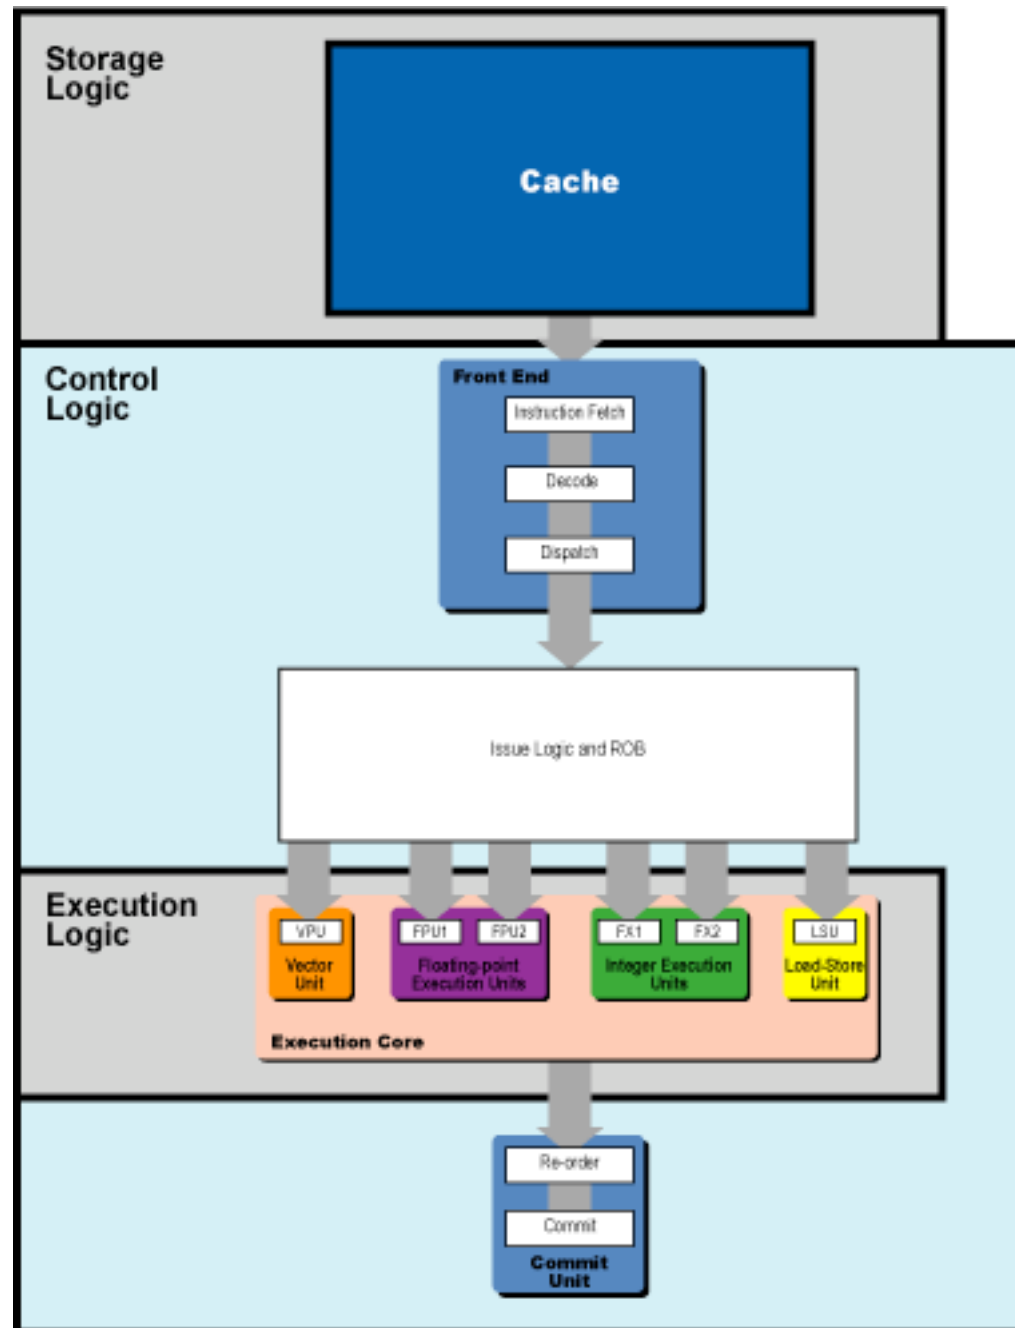 Storage
Logic
Cache
Control
Logic
Front End
Instruction Fetch
Decode
Dispatch
Issue Logic and ROB
Execution
Logic
VPU
FPU1
FPU2
FX1
FX2
LSU
Vector
Unit
Floating-point
Execution Units
Integer Execution
Units
Load-Store
Unit
Execution Core
Re-order
Commit
Commit
Unit